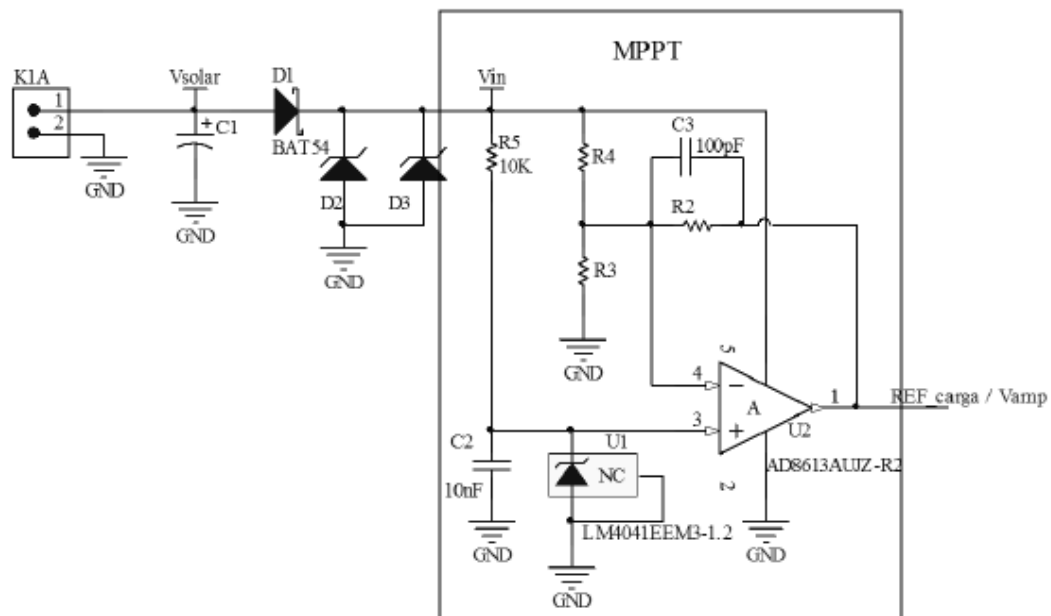 MPPT
K1A
1
2
GND
Vsolar
+
C1
GND
D1
BAT54
D2
D3
GND
Vin
R5
10K
R4
C3
100pF
R2
R3
GND
C2
10nF
GND
U1
NC
LM4041EEM3-1.2
GND
5
4
3
−
+
A
1
U2
2
AD8613AUJZ-R2
GND
REF_carga / Vamp